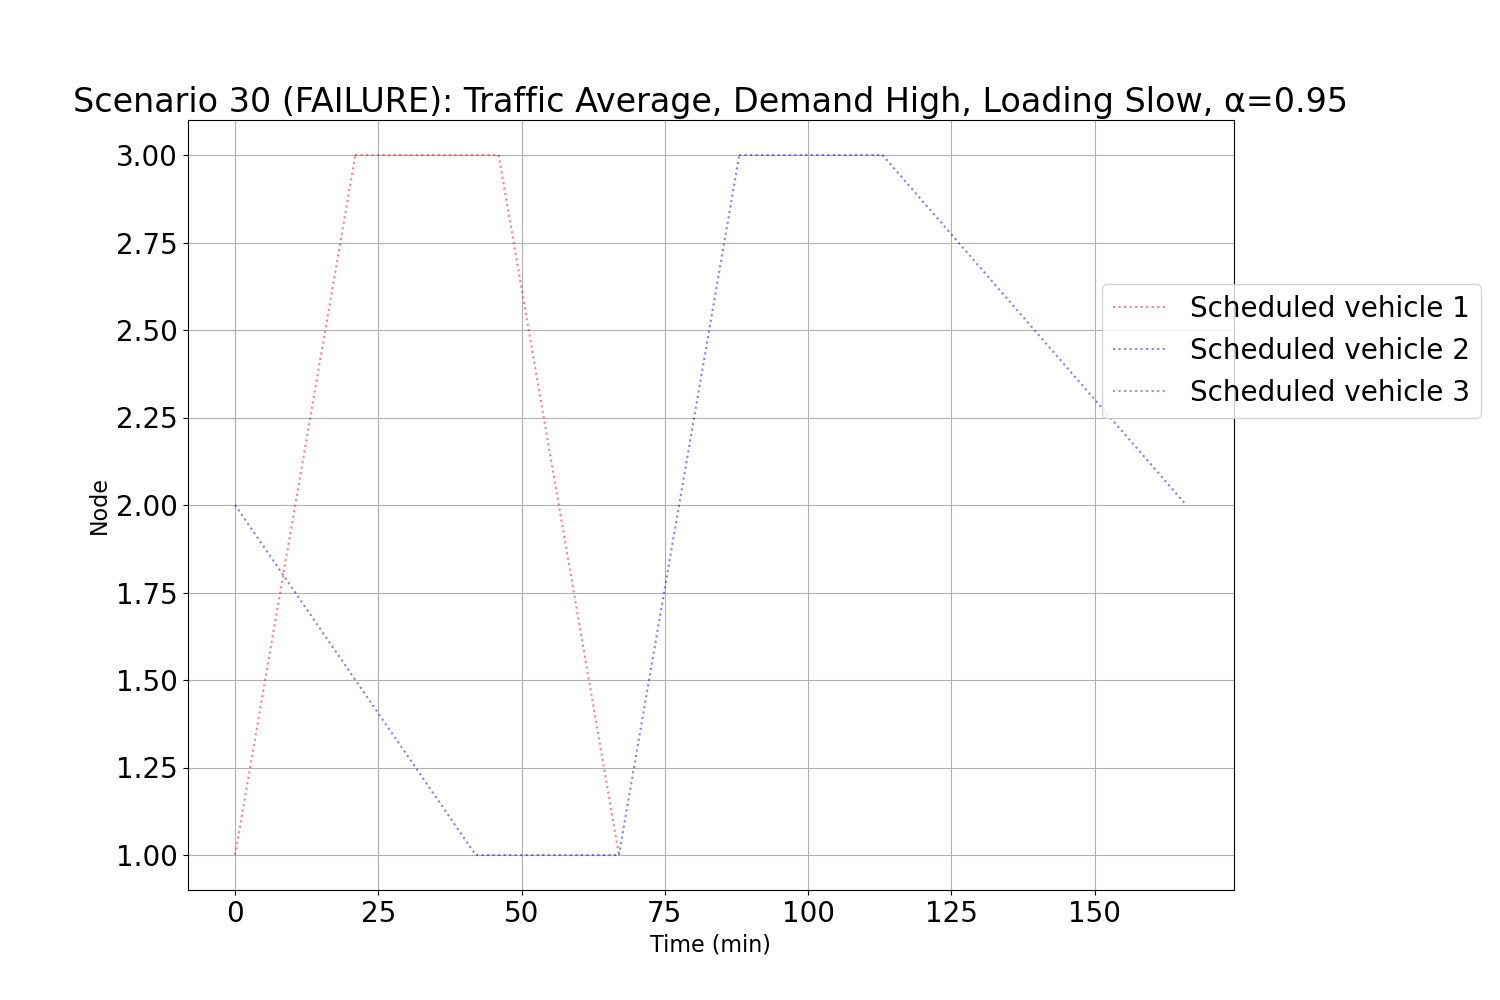 Scenario 30 (FAILURE): Traffic Average, Demand High, Loading Slow, α=0.95
3.00
2.75
2.50
2.25
2.00
1.75
1.50
1.25
1.00
Node
Scheduled vehicle 1
Scheduled vehicle 2
Scheduled vehicle 3
0 25 50 75 100 125 150
Time (min)